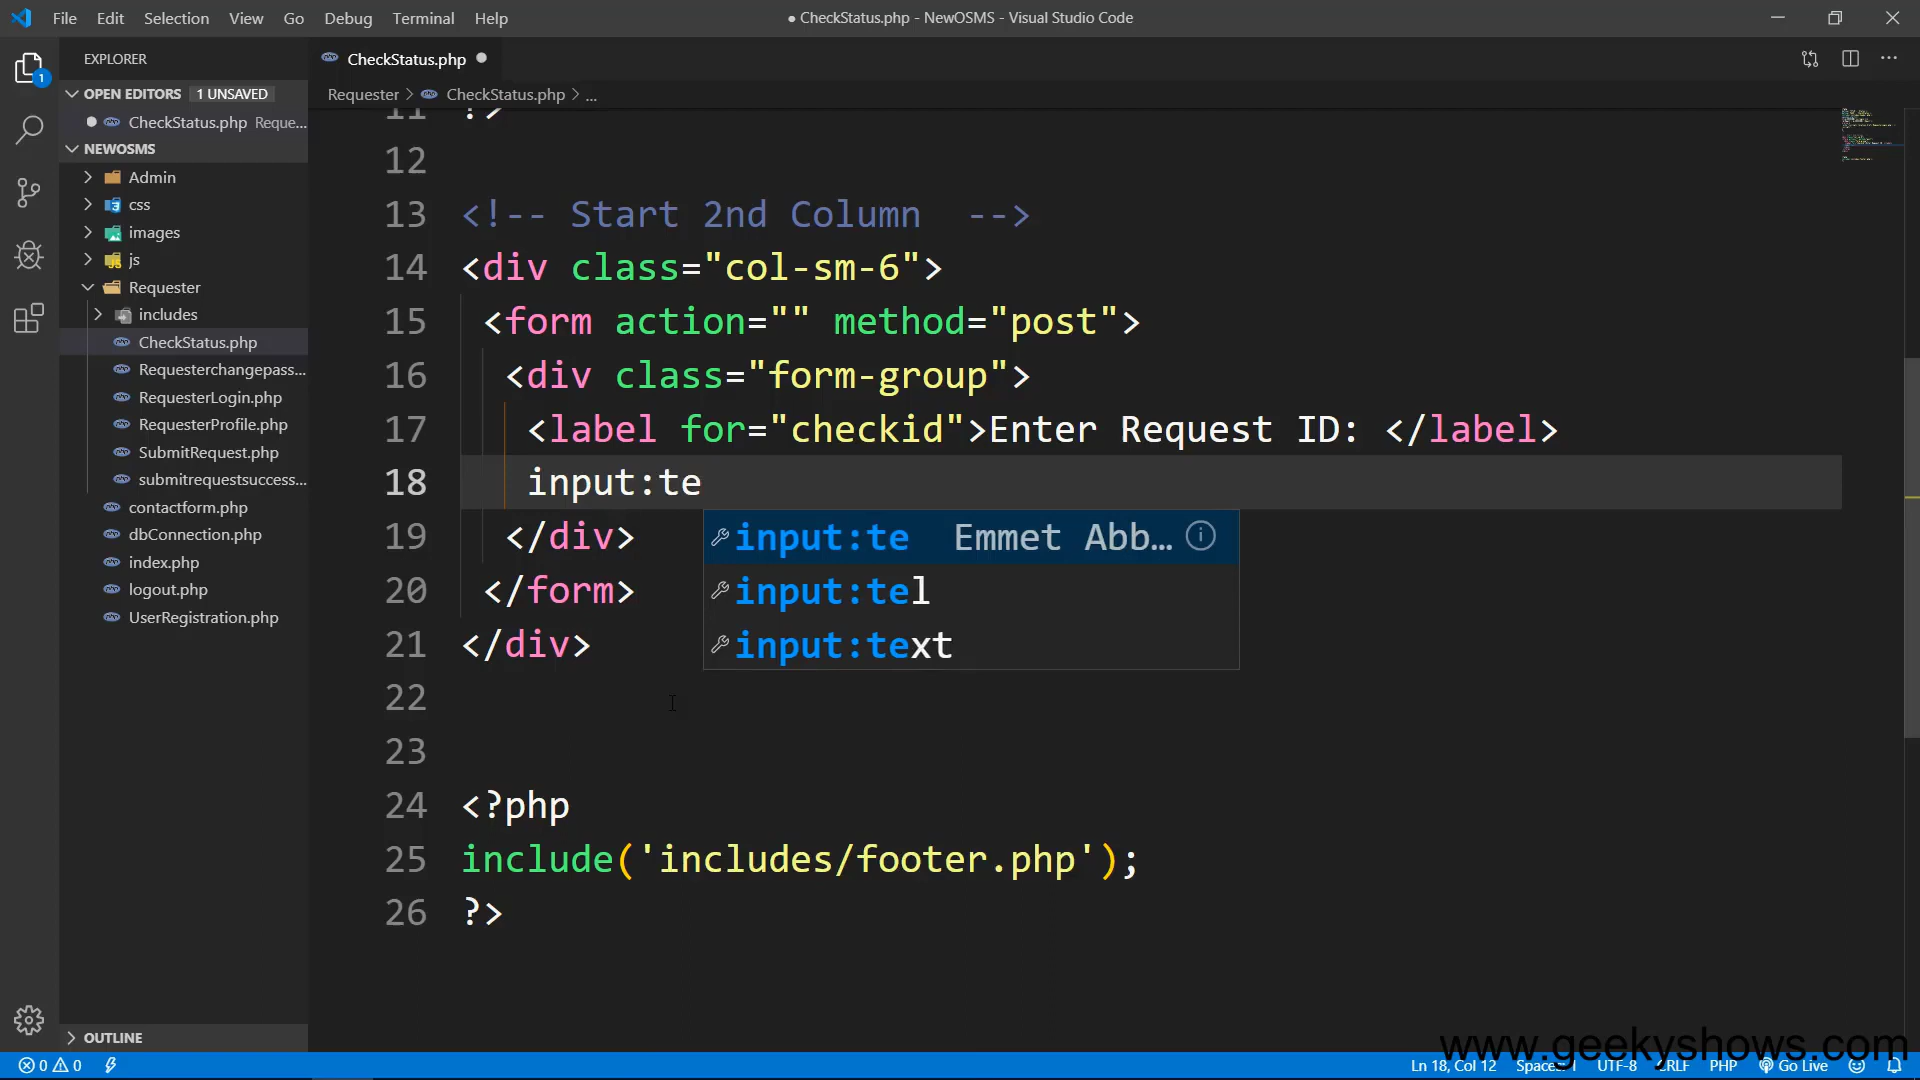 File Edit Selection View Go Debug Terminal Help
● CheckStatus.php - NewOSMS - Visual Studio Code
EXPLORER
OPEN EDITORS 1 UNSAVED
CheckStatus.php Reque...
NEWOSMS
Admin
css
images
js
Requester
includes
CheckStatus.php
Requesterchangepass...
RequesterLogin.php
RequesterProfile.php
SubmitRequest.php
submitrequestsuccess...
contactform.php
dbConnection.php
index.php
logout.php
UserRegistration.php
OUTLINE
CheckStatus.php
Requester > CheckStatus.php > ...
11 ?>
12
13 <!-- Start 2nd Column  -->
14 <div class="col-sm-6">
15 <form action="" method="post">
16 <div class="form-group">
17 <label for="checkid">Enter Request ID: </label>
18 input:te
19 </div>
20 </form>
21 </div>
22
23
24 <?php
25 include('includes/footer.php');
26 ?>
input:te Emmet Abb...
input:tel
input:text
1
www.geekyshows.com
0 0 Ln 18, Col 12 UTF-8 CRLF PHP Go Live